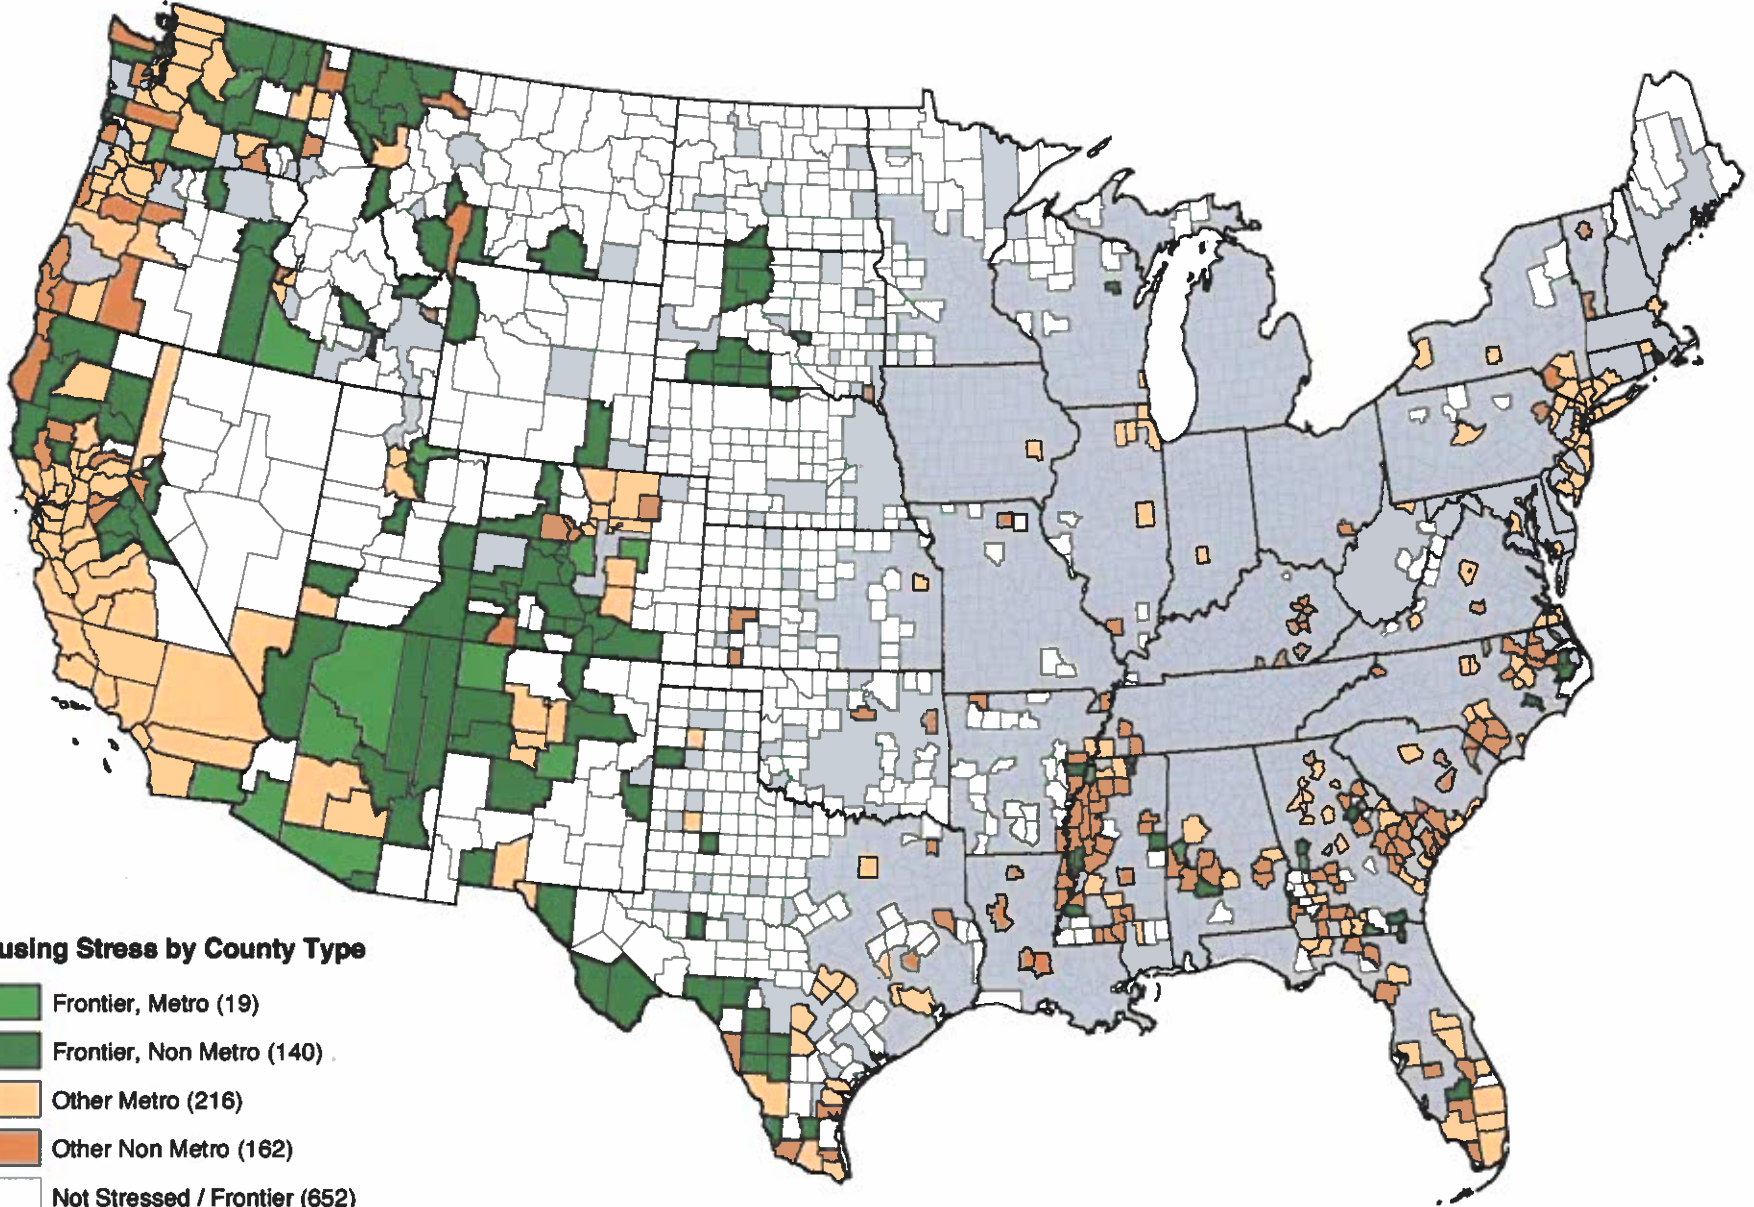 using Stress by County Type
Frontier, Metro (19)
Frontier, Non Metro (140)
Other Metro (216)
Other Non Metro (162)
Not Stressed / Frontier (652)